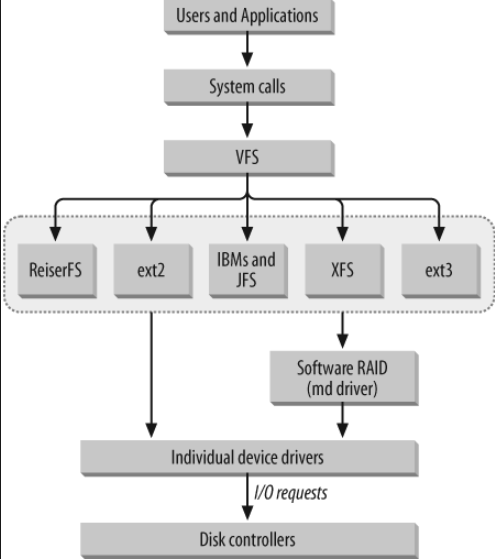 Users and Applications
System calls
VFS
ReiserFS
ext2
IBMs and
JFS
XFS
ext3
Software RAID
(md driver)
Individual device drivers
I/O requests
Disk controllers